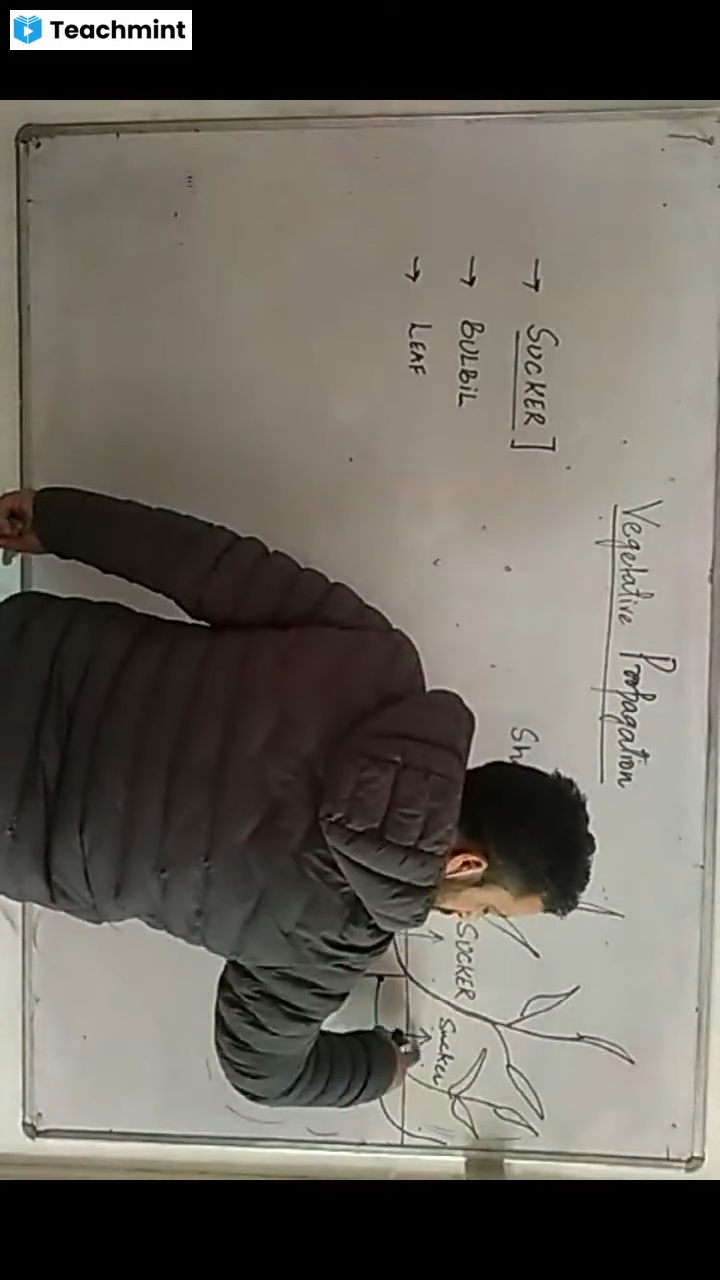 Teachmint
Vegetative Propagation
→ SUCKER]
→ BULBIL
→ LEAF
SUCKER
Sucker